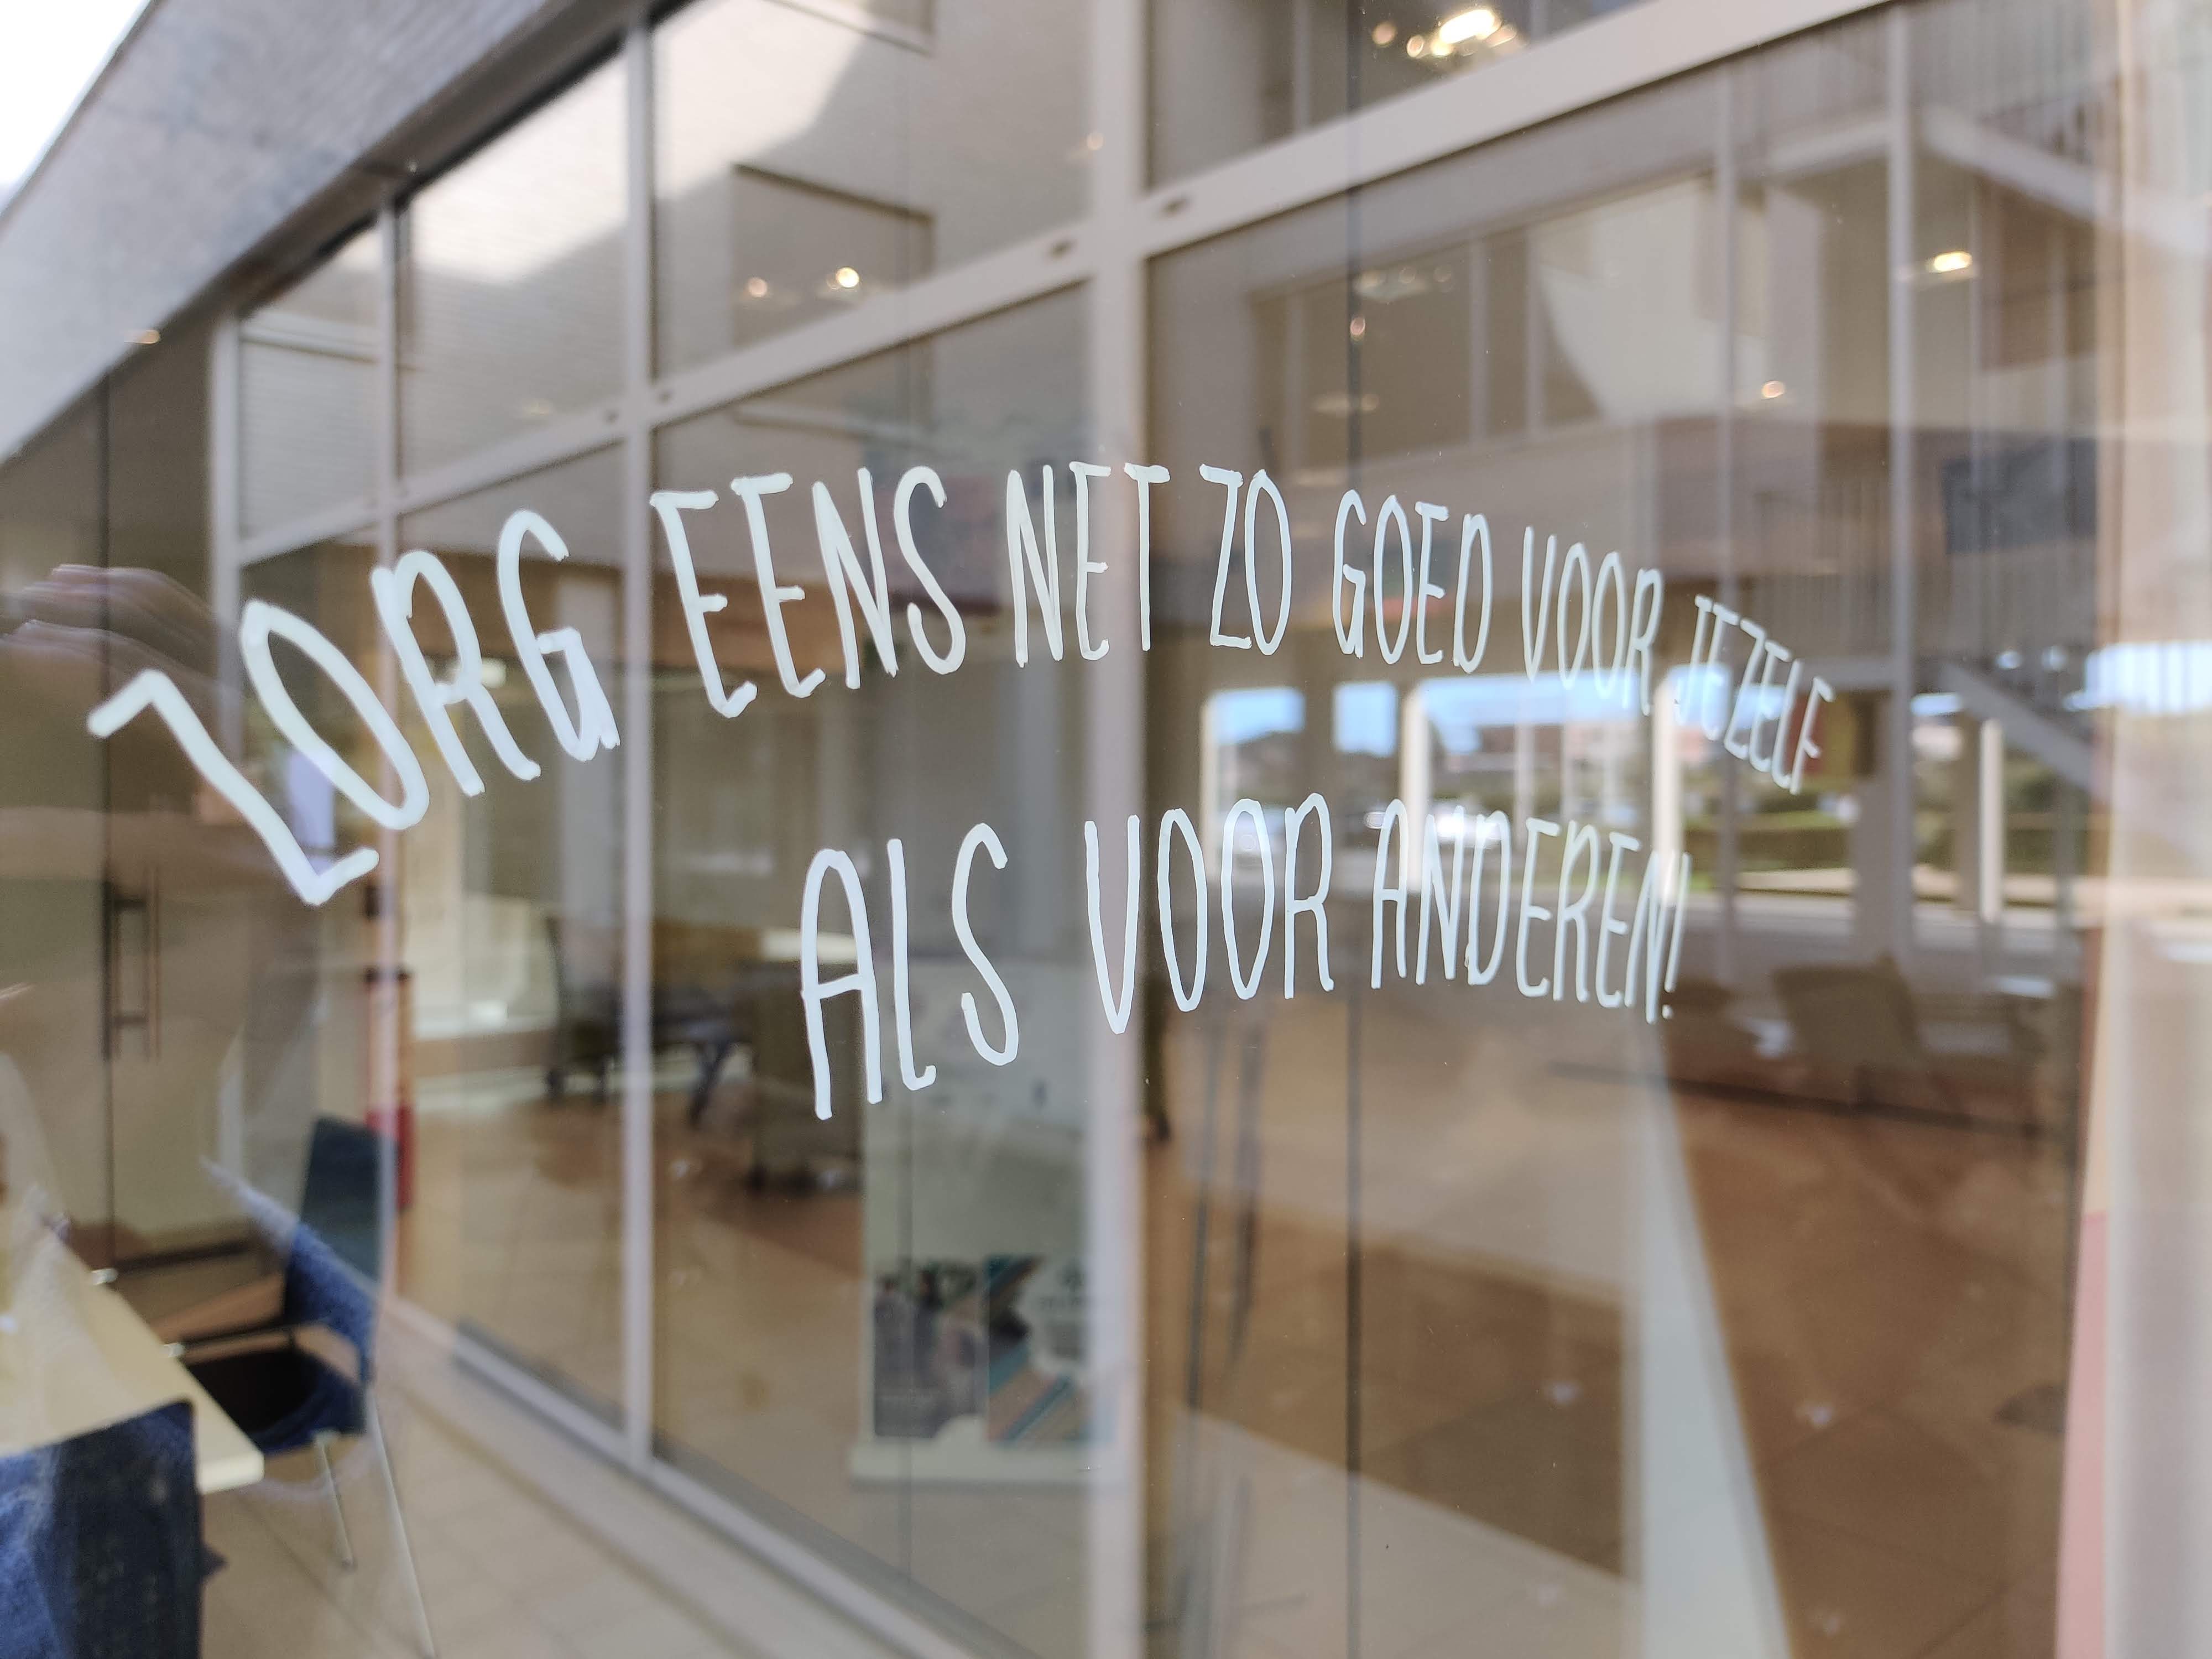 ZORG EENS NET ZO GOED VOOR JEZELF
ALS VOOR ANDEREN!